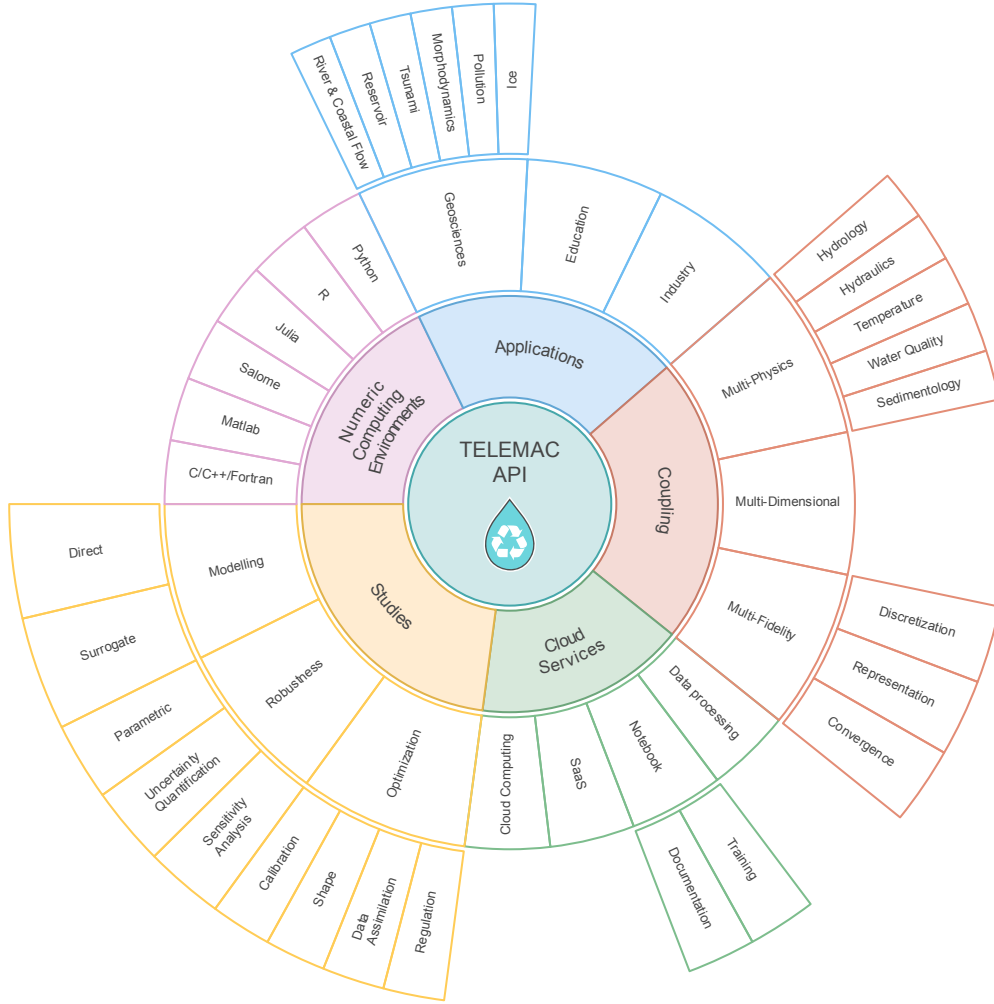 TELEMAC
API
Applications
Geosciences
River & Coastal Flow
Reservoir
Tsunami
Morphodynamics
Pollution
Ice
Education
Industry
Coupling
Multi-Physics
Hydrology
Hydraulics
Temperature
Water Quality
Sedimentology
Multi-Dimensional
Multi-Fidelity
Discretization
Representation
Convergence
Cloud
Services
Data processing
Notebook
Training
Documentation
SaaS
Cloud Computing
Studies
Optimization
Regulation
Data
Assimilation
Shape
Calibration
Robustness
Sensitivity
Analysis
Uncertainty
Quantification
Parametric
Modelling
Surrogate
Direct
Numeric
Computing
Environments
C/C++/Fortran
Matlab
Salome
Julia
R
Python